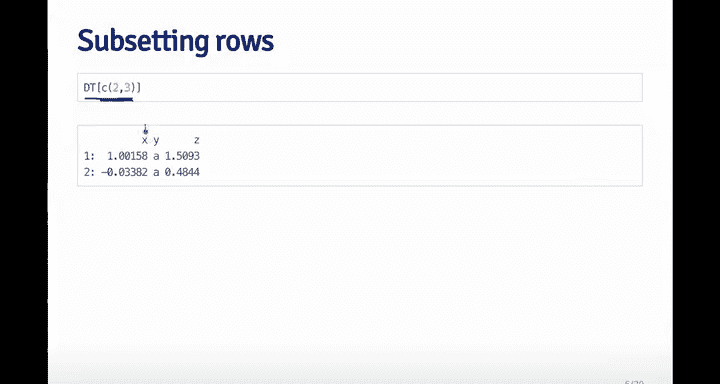 Subsetting rows
DT[c(2,3)]
x y z
1: 1.00158 a 1.5093
2: -0.03382 a 0.4844